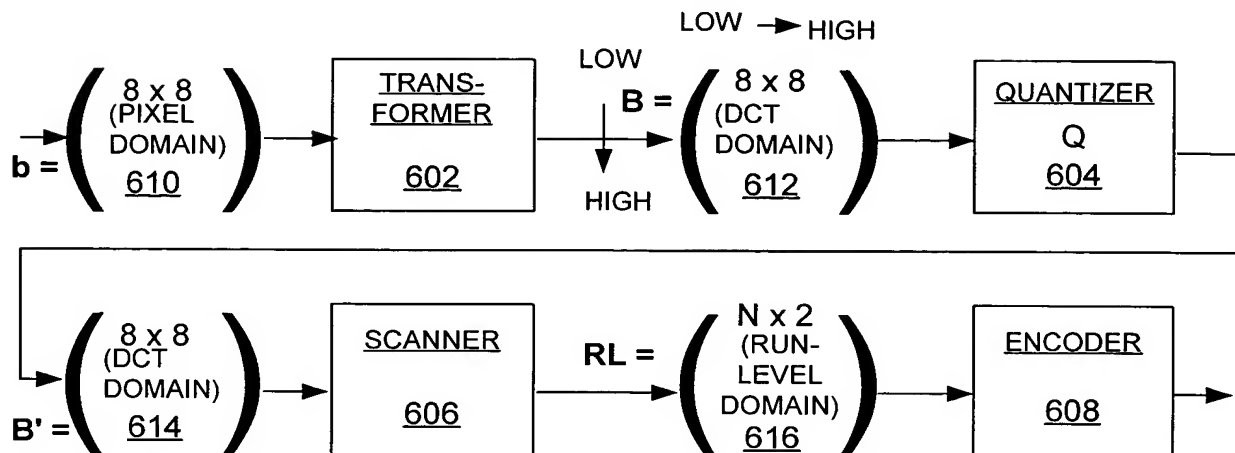 LOW → HIGH
LOW
b =
8 x 8
(PIXEL
DOMAIN)
610
TRANS-
FORMER
602
B =
8 x 8
(DCT
DOMAIN)
612
HIGH
QUANTIZER
Q
604
B' =
8 x 8
(DCT
DOMAIN)
614
SCANNER
606
RL =
N x 2
(RUN-
LEVEL
DOMAIN)
616
ENCODER
608